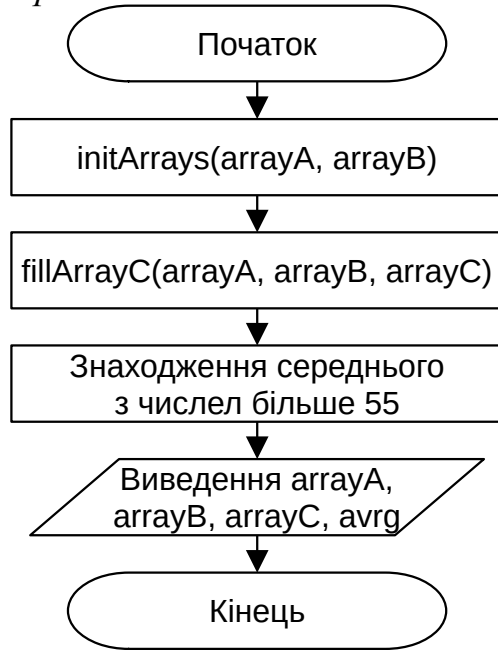 Початок
initArrays(arrayA, arrayB)
fillArrayC(arrayA, arrayB, arrayC)
Знаходження середнього
з числел більше 55
Виведення arrayA,
arrayB, arrayC, avrg
Кінець